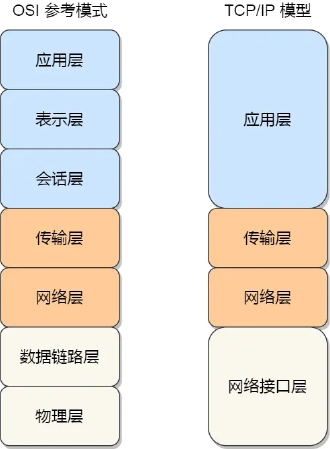 OSI 参考模式
TCP/IP 模型
应用层
表示层
会话层
传输层
网络层
数据链路层
物理层
应用层
传输层
网络层
网络接口层